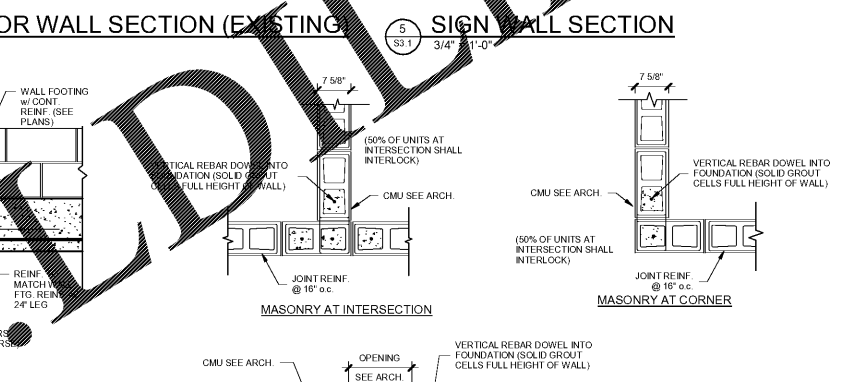 OR WALL SECTION (EXISTING)
5
S3.1
SIGN WALL SECTION
3/4" = 1'-0"
WALL FOOTING
w/ CONT.
REINF. (SEE
PLANS)
7 5/8"
(50% OF UNITS AT
INTERSECTION SHALL
INTERLOCK)
VERTICAL REBAR DOWEL INTO
FOUNDATION (SOLID GROUT
CELLS FULL HEIGHT OF WALL)
CMU SEE ARCH.
JOINT REINF.
@ 16" o.c.
MASONRY AT INTERSECTION
7 5/8"
VERTICAL REBAR DOWEL INTO
FOUNDATION (SOLID GROUT
CELLS FULL HEIGHT OF WALL)
CMU SEE ARCH.
(50% OF UNITS AT
INTERSECTION SHALL
INTERLOCK)
JOINT REINF.
@ 16" o.c.
MASONRY AT CORNER
REINF.
MATCH
FTG. REINF.
24" LEG
CMU SEE ARCH.
OPENING
SEE ARCH.
VERTICAL REBAR DOWEL INTO
FOUNDATION (SOLID GROUT
CELLS FULL HEIGHT OF WALL)